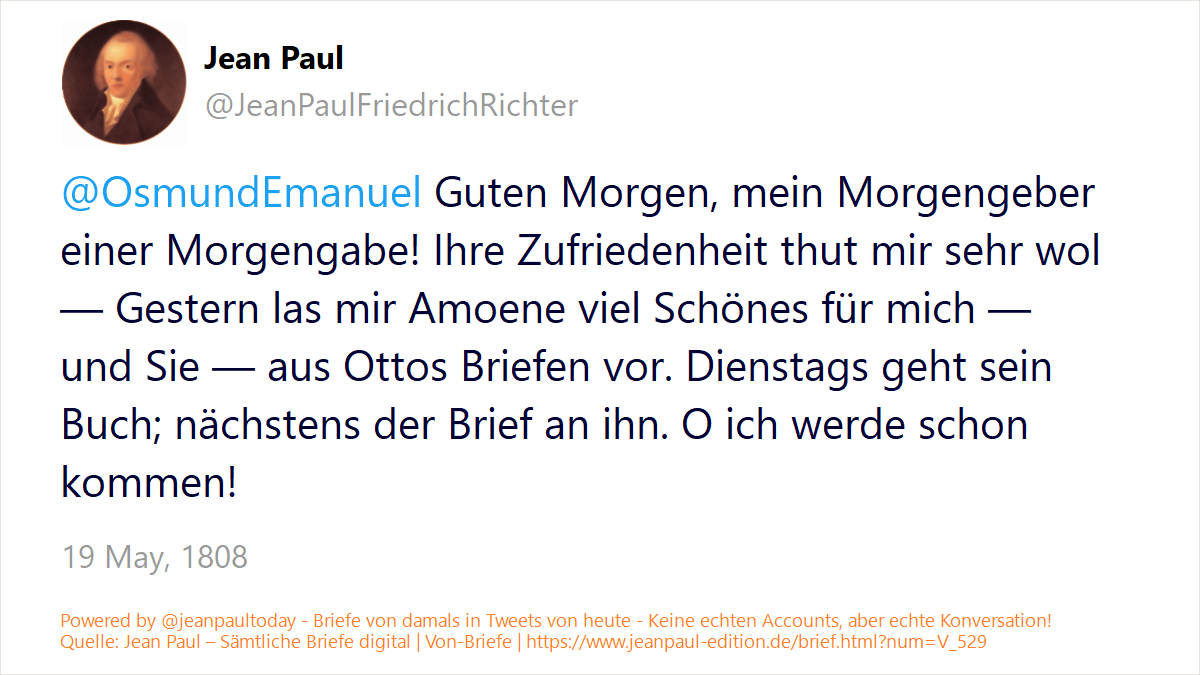 Jean Paul
@JeanPaulFriedrichRichter
@OsmundEmanuel Guten Morgen, mein Morgengeber
einer Morgengabe! Ihre Zufriedenheit thut mir sehr wol
— Gestern las mir Amoene viel Schönes für mich —
und Sie — aus Ottos Briefen vor. Dienstags geht sein
Buch; nächstens der Brief an ihn. O ich werde schon
kommen!
19 May, 1808
Powered by @jeanpaultoday - Briefe von damals in Tweets von heute - Keine echten Accounts, aber echte Konversation!
Quelle: Jean Paul – Sämtliche Briefe digital | Von-Briefe | https://www.jeanpaul-edition.de/brief.html?num=V_529